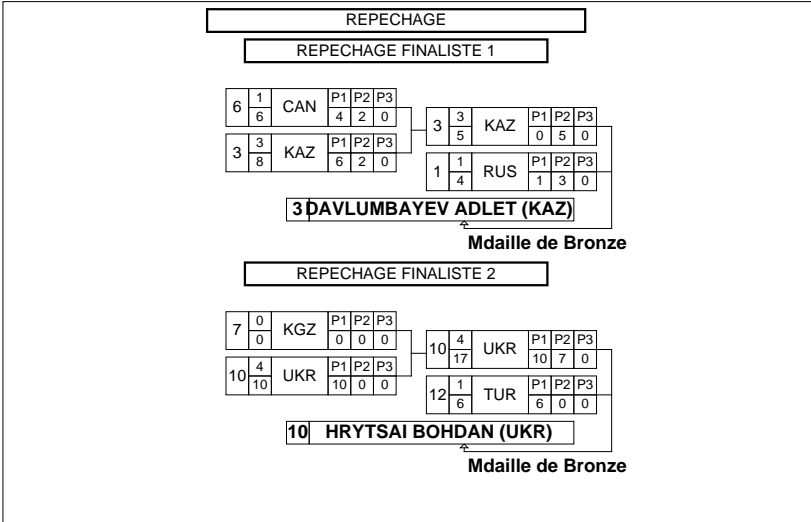 REPECHAGE
REPECHAGE FINALISTE 1
6 1 CAN P1 P2 P3
6 4 2 0
3 3 KAZ P1 P2 P3
8 6 2 0
3 3 KAZ P1 P2 P3
5 0 5 0
1 1 RUS P1 P2 P3
4 1 3 0
3 DAVLUMBAYEV ADLET (KAZ)
Mdaille de Bronze
REPECHAGE FINALISTE 2
7 0 KGZ P1 P2 P3
0 0 0 0
10 4 UKR P1 P2 P3
10 10 0 0
10 4 UKR P1 P2 P3
17 10 7 0
12 1 TUR P1 P2 P3
6 6 0 0
10 HRYTSAI BOHDAN (UKR)
Mdaille de Bronze